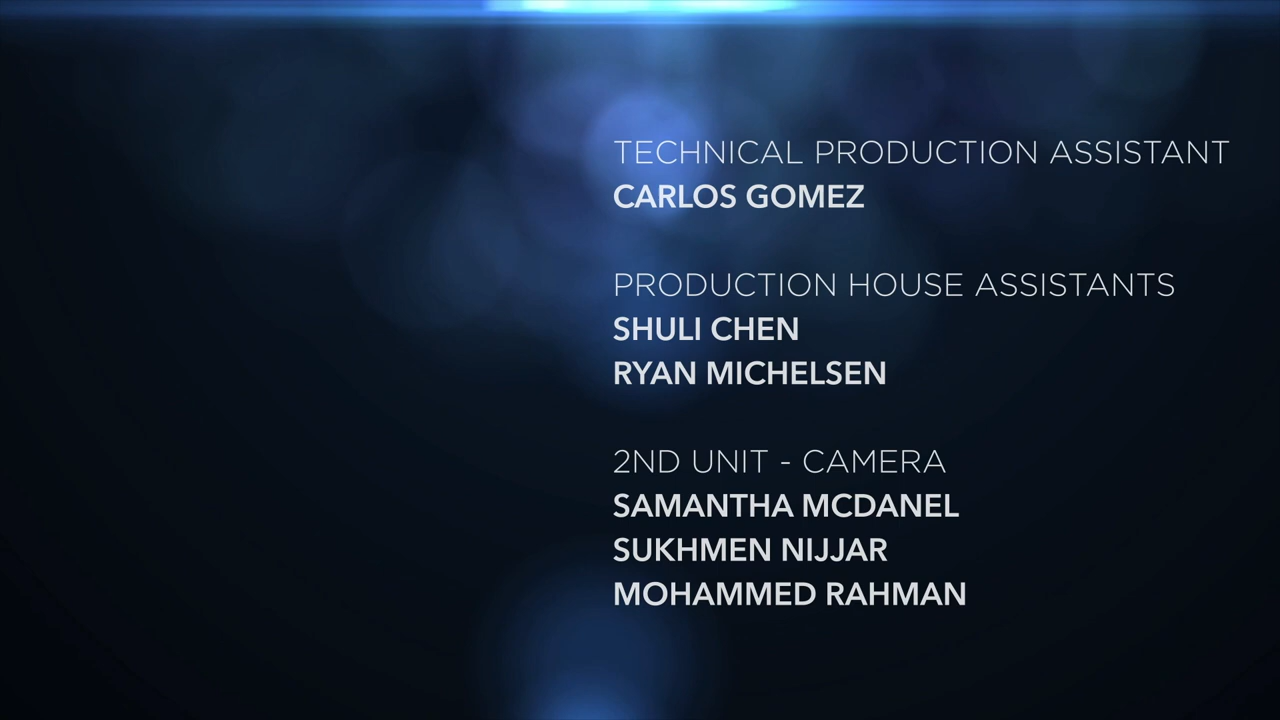 TECHNICAL PRODUCTION ASSISTANT
CARLOS GOMEZ
PRODUCTION HOUSE ASSISTANTS
SHULI CHEN
RYAN MICHELSEN
2ND UNIT - CAMERA
SAMANTHA MCDANEL
SUKHMEN NIJJAR
MOHAMMED RAHMAN